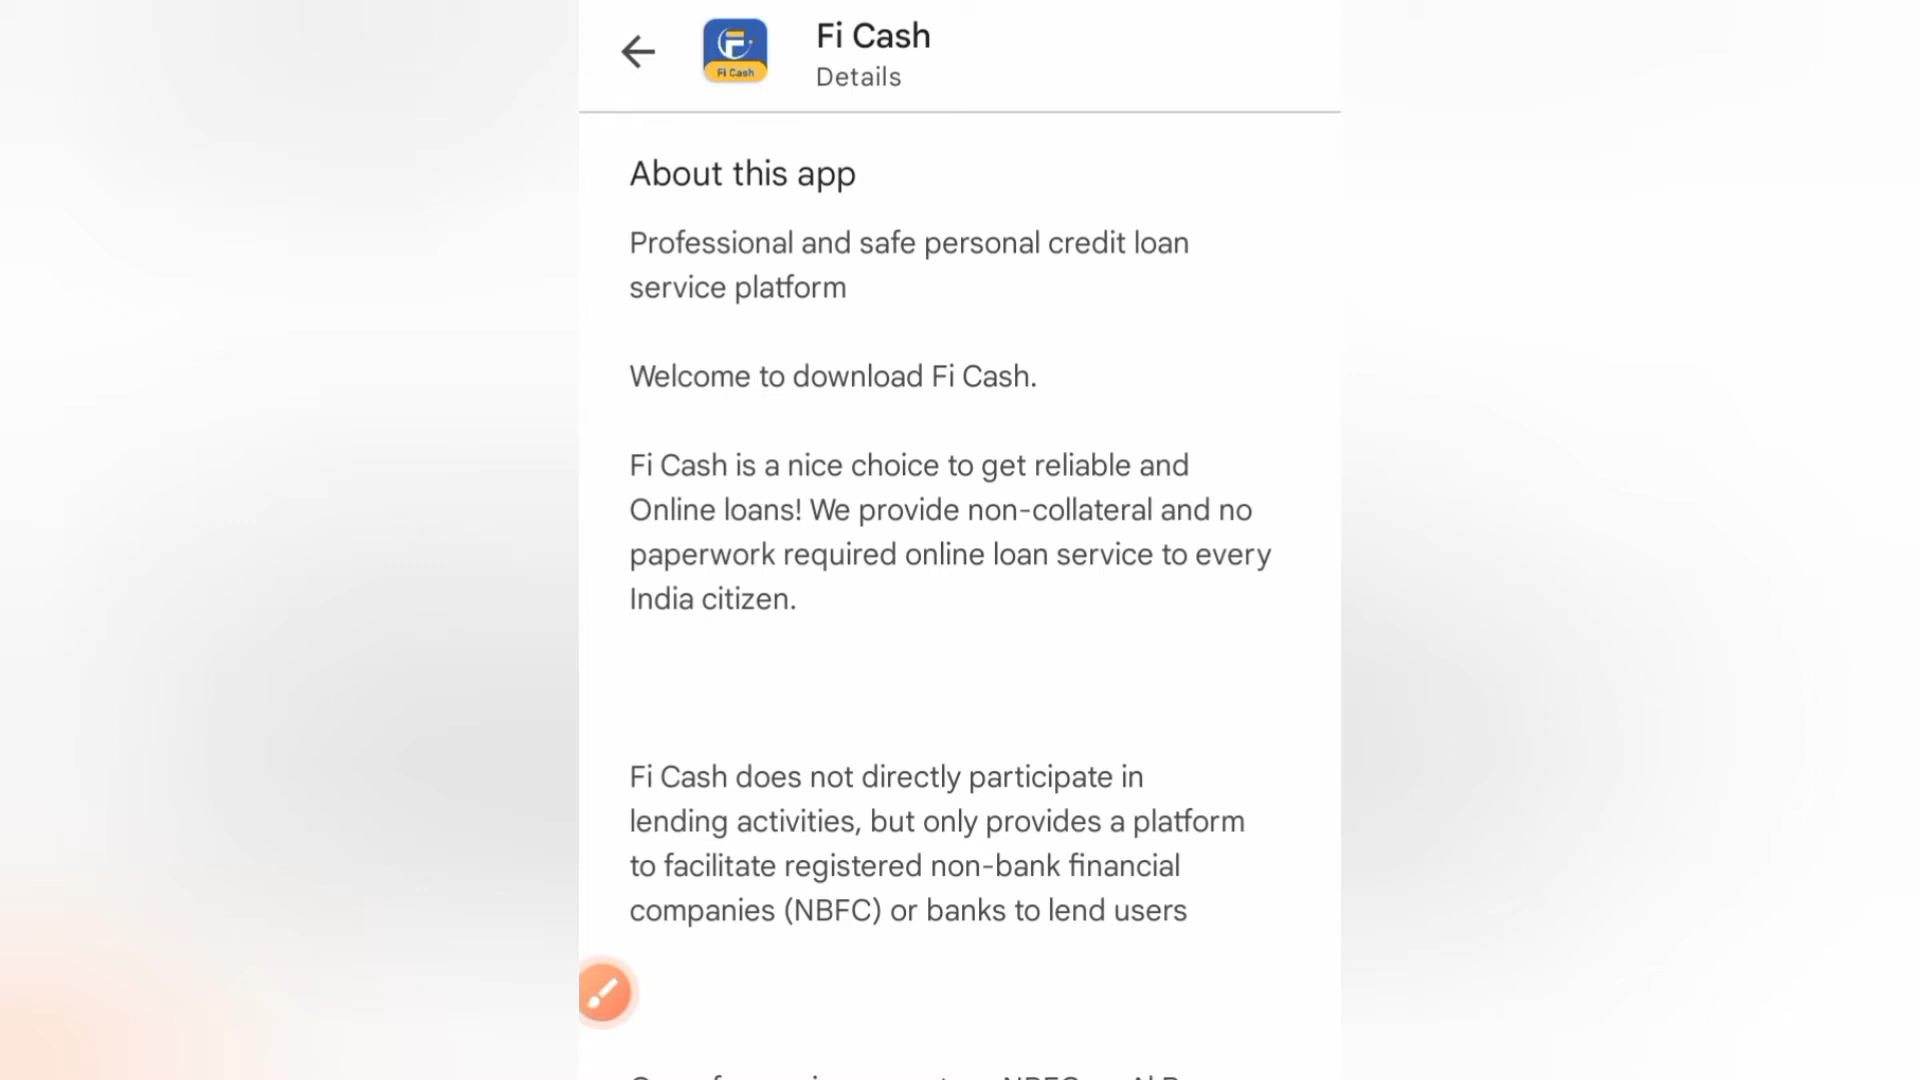 Fi Cash
Details
Fi Cash
About this app
Professional and safe personal credit loan
service platform
Welcome to download Fi Cash.
Fi Cash is a nice choice to get reliable and
Online loans! We provide non-collateral and no
paperwork required online loan service to every
India citizen.
Fi Cash does not directly participate in
lending activities, but only provides a platform
to facilitate registered non-bank financial
companies (NBFC) or banks to lend users